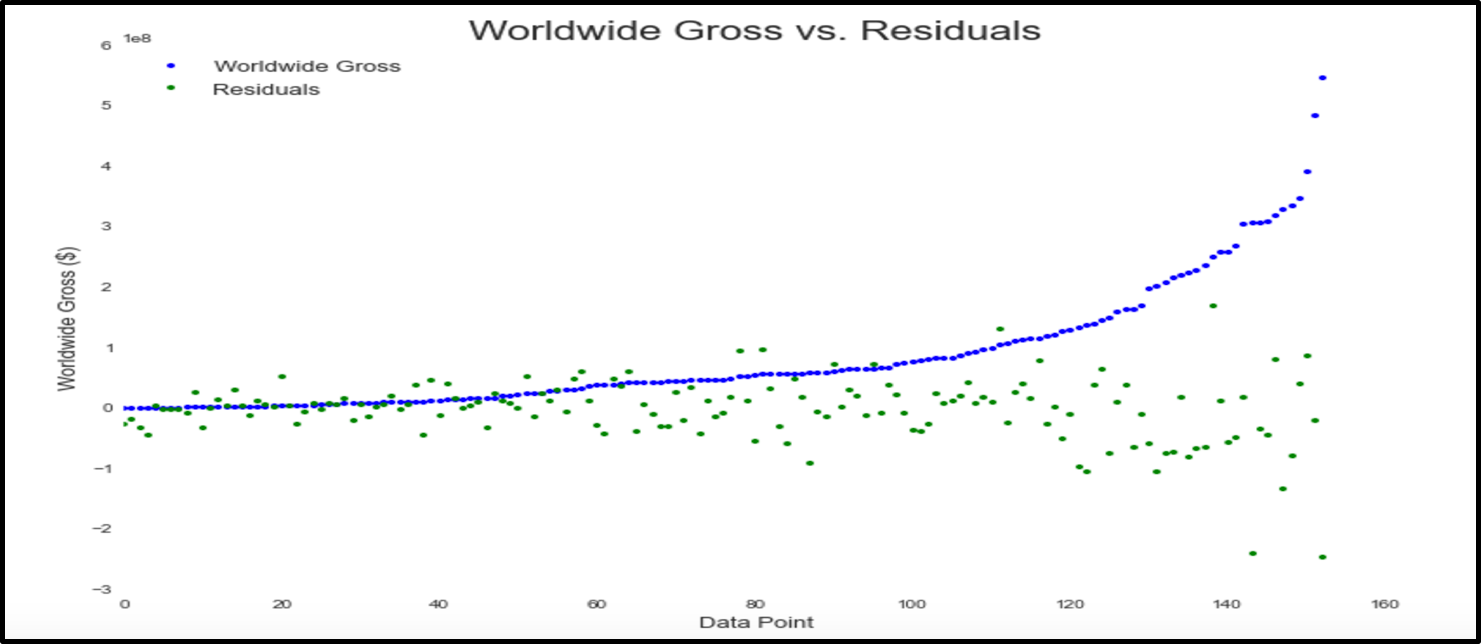 Worldwide Gross vs. Residuals
1e8
Worldwide Gross
Residuals
6
5
4
3
2
1
0
−1
−2
−3
Worldwide Gross ($)
0 20 40 60 80 100 120 140 160
Data Point